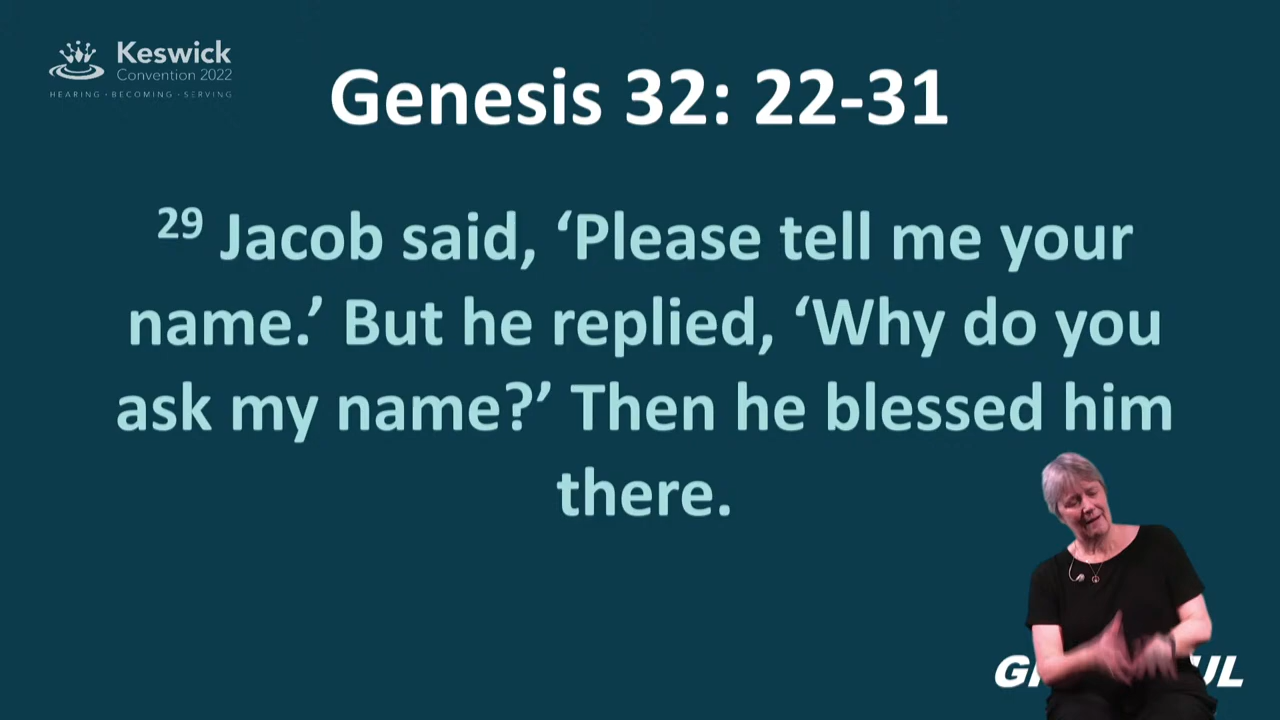 Keswick
Convention 2022
HEARING · BECOMING · SERVING
Genesis 32: 22-31
29 Jacob said, ‘Please tell me your
name.’ But he replied, ‘Why do you
ask my name?’ Then he blessed him
there.